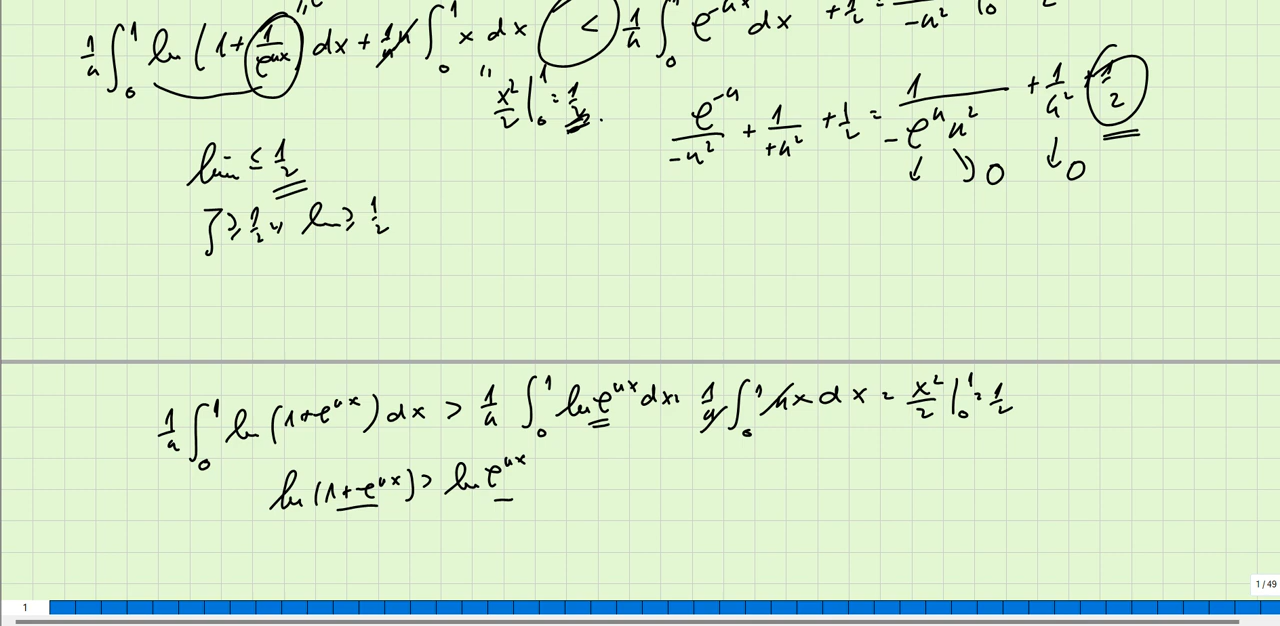 1/n ∫₀¹ ln(1+1/e^{nx}) dx + 1/n n ∫₀¹ x dx < 1/n ∫₀¹ e^{-nx} dx + 1/2 =
x²/2 |₀¹ = 1/2.
e^{-n}/-n² + 1/+n² + 1/2 = 1/-eⁿn² + 1/n² + 1/2
↓ ↘ 0 ↓ 0
lim ≤ 1/2
∫ ≥ 1/2 lim ≥ 1/2
1/n ∫₀¹ ln(1+e^{nx}) dx > 1/n ∫₀¹ ln e^{nx} dx = 1/n ∫₀¹ nx dx = x²/2 |₀¹ = 1/2
ln(1+e^{nx}) > ln e^{nx}
1/49
1